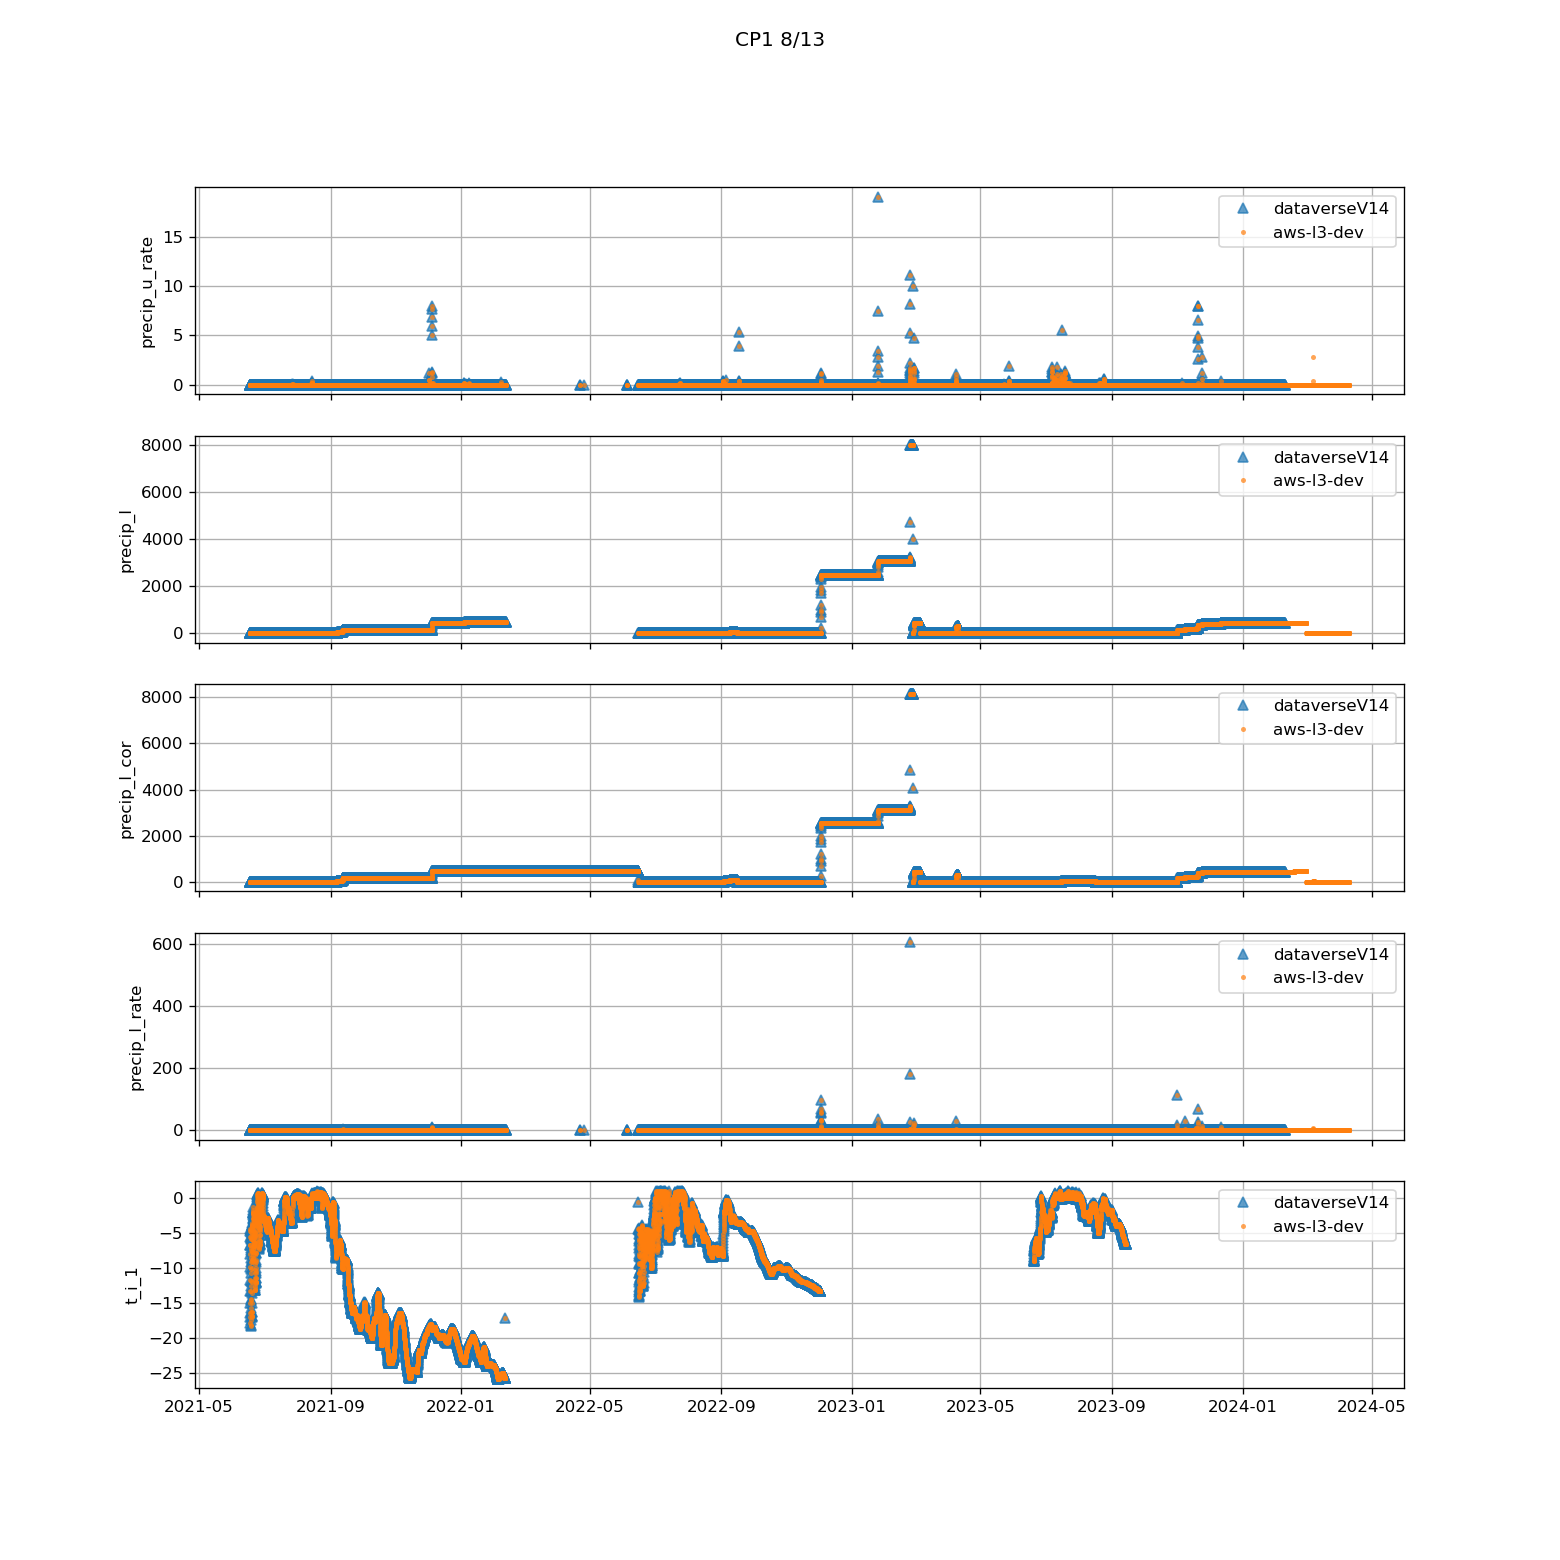 CP1 8/13
precip_u_rate
15
10
5
0
dataverseV14
aws-l3-dev
precip_l
8000
6000
4000
2000
0
dataverseV14
aws-l3-dev
precip_l_cor
8000
6000
4000
2000
0
dataverseV14
aws-l3-dev
precip_l_rate
600
400
200
0
dataverseV14
aws-l3-dev
t_i_1
0
−5
−10
−15
−20
−25
dataverseV14
aws-l3-dev
2021-05 2021-09 2022-01 2022-05 2022-09 2023-01 2023-05 2023-09 2024-01 2024-05